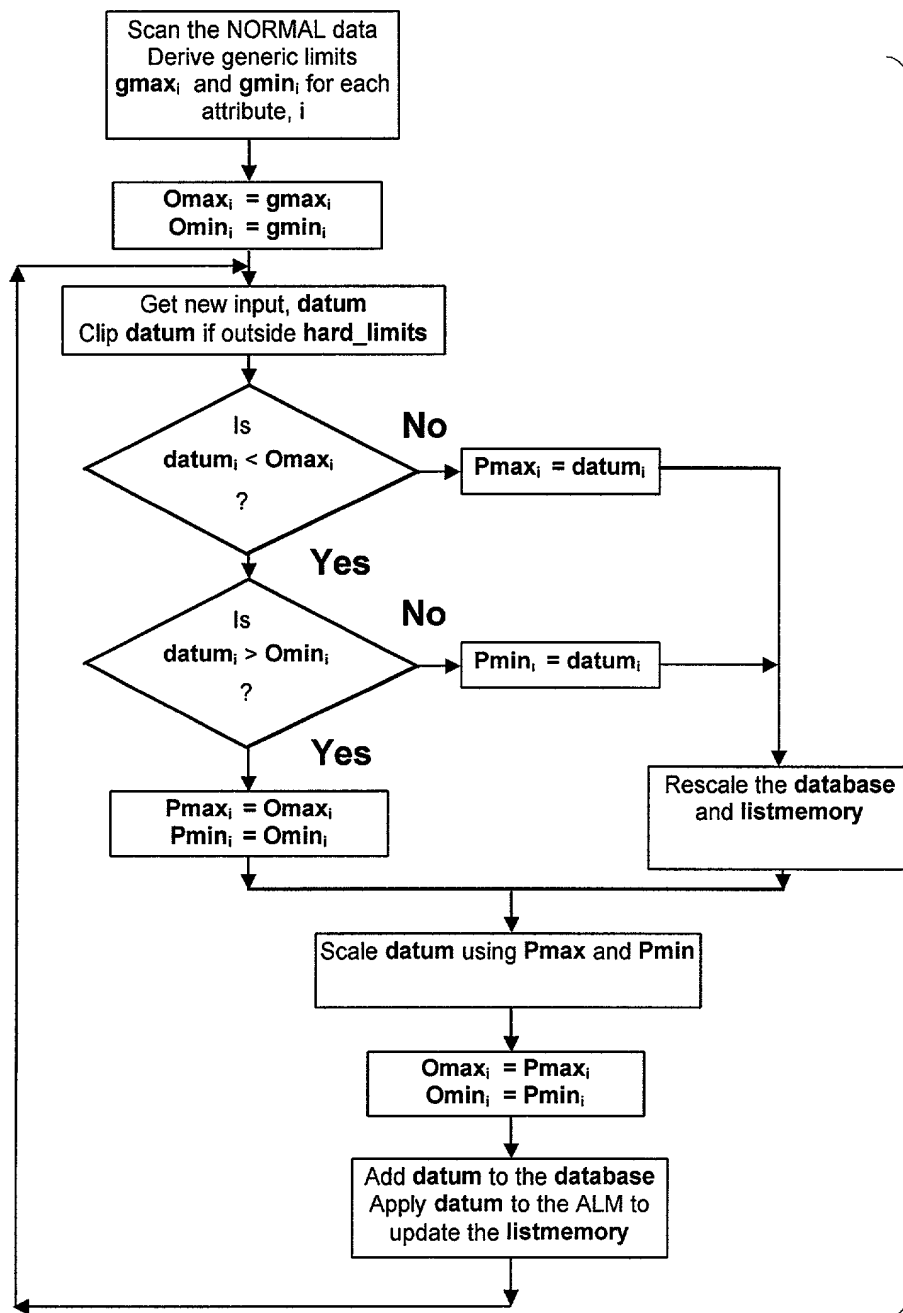 Scan the NORMAL data
Derive generic limits
gmaxᵢ and gminᵢ for each
attribute, i
Omaxᵢ = gmaxᵢ
Ominᵢ = gminᵢ
Get new input, datum
Clip datum if outside hard_limits
Is
datumᵢ < Omaxᵢ
?
No
Pmaxᵢ = datumᵢ
Yes
Is
datumᵢ > Ominᵢ
?
No
Pminᵢ = datumᵢ
Yes
Pmaxᵢ = Omaxᵢ
Pminᵢ = Ominᵢ
Rescale the database
and listmemory
Scale datum using Pmax and Pmin
Omaxᵢ = Pmaxᵢ
Ominᵢ = Pminᵢ
Add datum to the database
Apply datum to the ALM to
update the listmemory